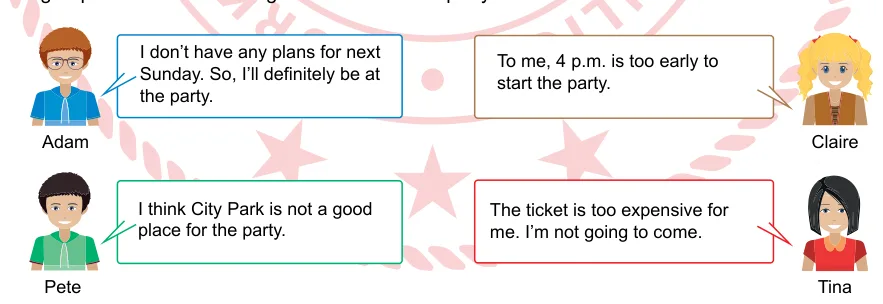 I don't have any plans for next
Sunday. So, I'll definitely be at
the party.
To me, 4 p.m. is too early to
start the party.
Adam
Claire
I think City Park is not a good
place for the party.
The ticket is too expensive for
me. I'm not going to come.
Pete
Tina